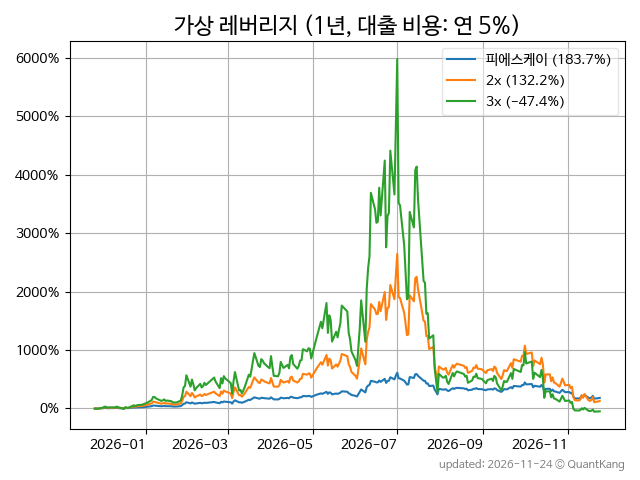 가상 레버리지 (1년, 대출 비용: 연 5%)
피에스케이 (183.7%)
2x (132.2%)
3x (−47.4%)
6000%
5000%
4000%
3000%
2000%
1000%
0%
2026-01 2026-03 2026-05 2026-07 2026-09 2026-11
updated: 2026-11-24 © QuantKang